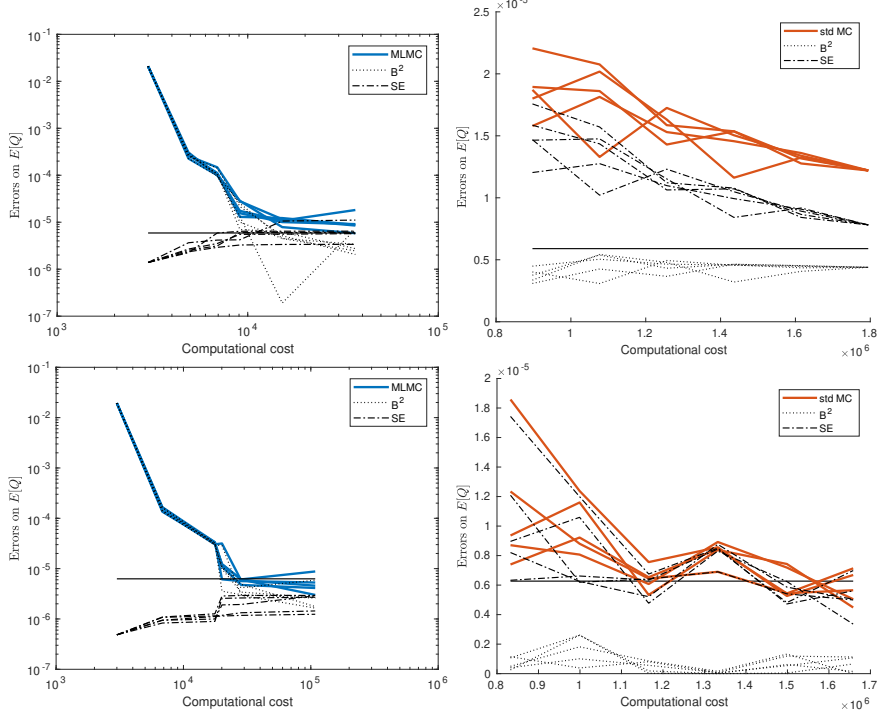 10^-1
10^-2
10^-3
10^-4
10^-5
10^-6
10^-7
10^3
10^4
10^5
Errors on E[Q]
Computational cost
MLMC
B^2
SE
2.5
2
1.5
1
0.5
0
0.8
1
1.2
1.4
1.6
1.8
× 10^6
Errors on E[Q]
Computational cost
std MC
B^2
SE
10^-1
10^-2
10^-3
10^-4
10^-5
10^-6
10^-7
10^3
10^4
10^5
10^6
Errors on E[Q]
Computational cost
MLMC
B^2
SE
× 10^-5
2
1.8
1.6
1.4
1.2
1
0.8
0.6
0.4
0.2
0
0.8
0.9
1
1.1
1.2
1.3
1.4
1.5
1.6
1.7
× 10^6
Errors on E[Q]
Computational cost
std MC
B^2
SE